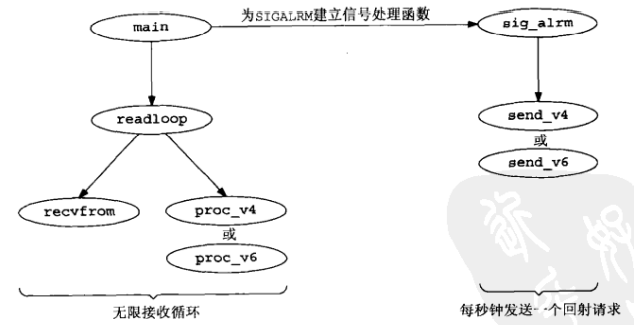 为SIGALRM建立信号处理函数
main
sig_alrm
readloop
send_v4
或
send_v6
recvfrom
proc_v4
或
proc_v6
无限接收循环
每秒钟发送一个回射请求